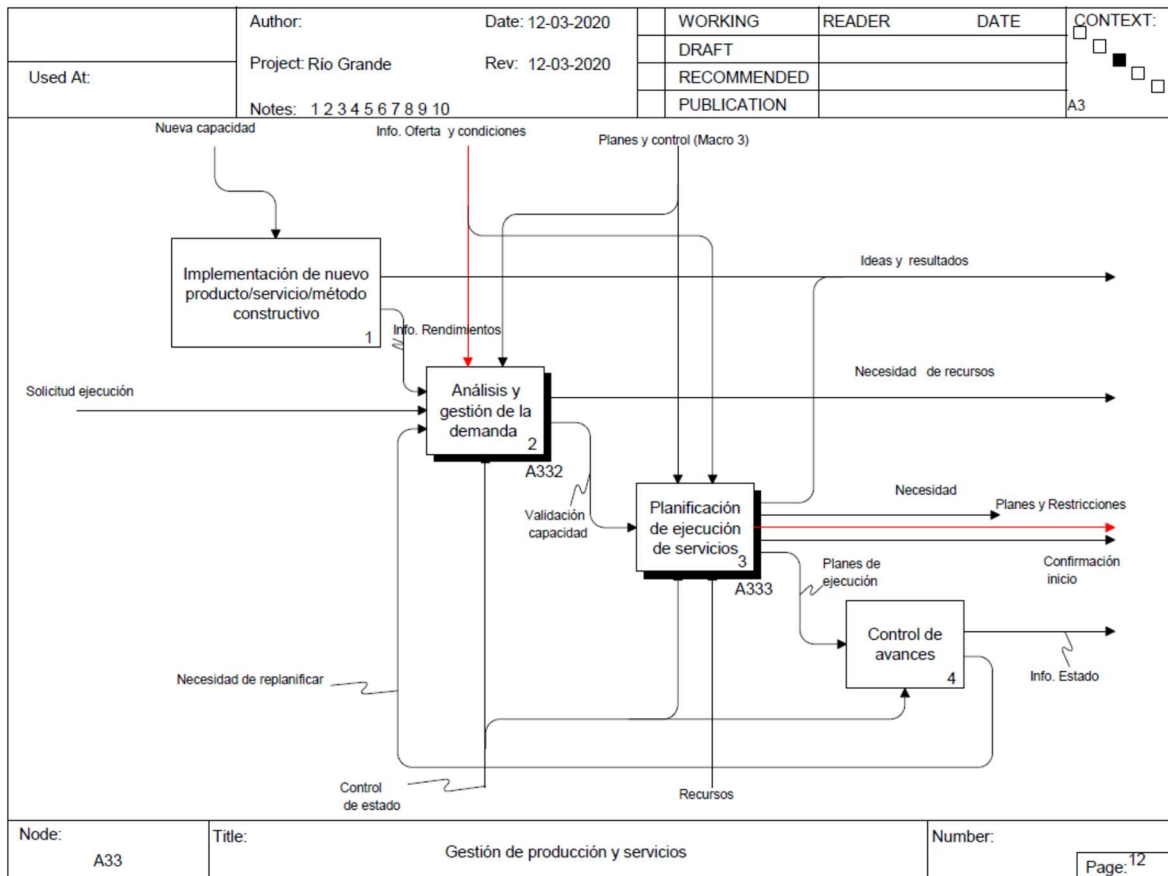 Used At:
Author:
Date: 12-03-2020
Project: Río Grande
Rev: 12-03-2020
Notes: 1 2 3 4 5 6 7 8 9 10
WORKING
DRAFT
RECOMMENDED
PUBLICATION
READER
DATE
CONTEXT:
A3
Nueva capacidad
Info. Oferta y condiciones
Planes y control (Macro 3)
Implementación de nuevo
producto/servicio/método
constructivo
1
Ideas y resultados
Info. Rendimientos
Solicitud ejecución
Análisis y
gestión de la
demanda
2
A332
Necesidad de recursos
Validación
capacidad
Planificación
de ejecución
de servicios
3
A333
Necesidad
Planes y Restricciones
Confirmación
inicio
Planes de
ejecución
Control de
avances
4
Info. Estado
Necesidad de replanificar
Control
de estado
Recursos
Node:
A33
Title:
Gestión de producción y servicios
Number:
Page: 12